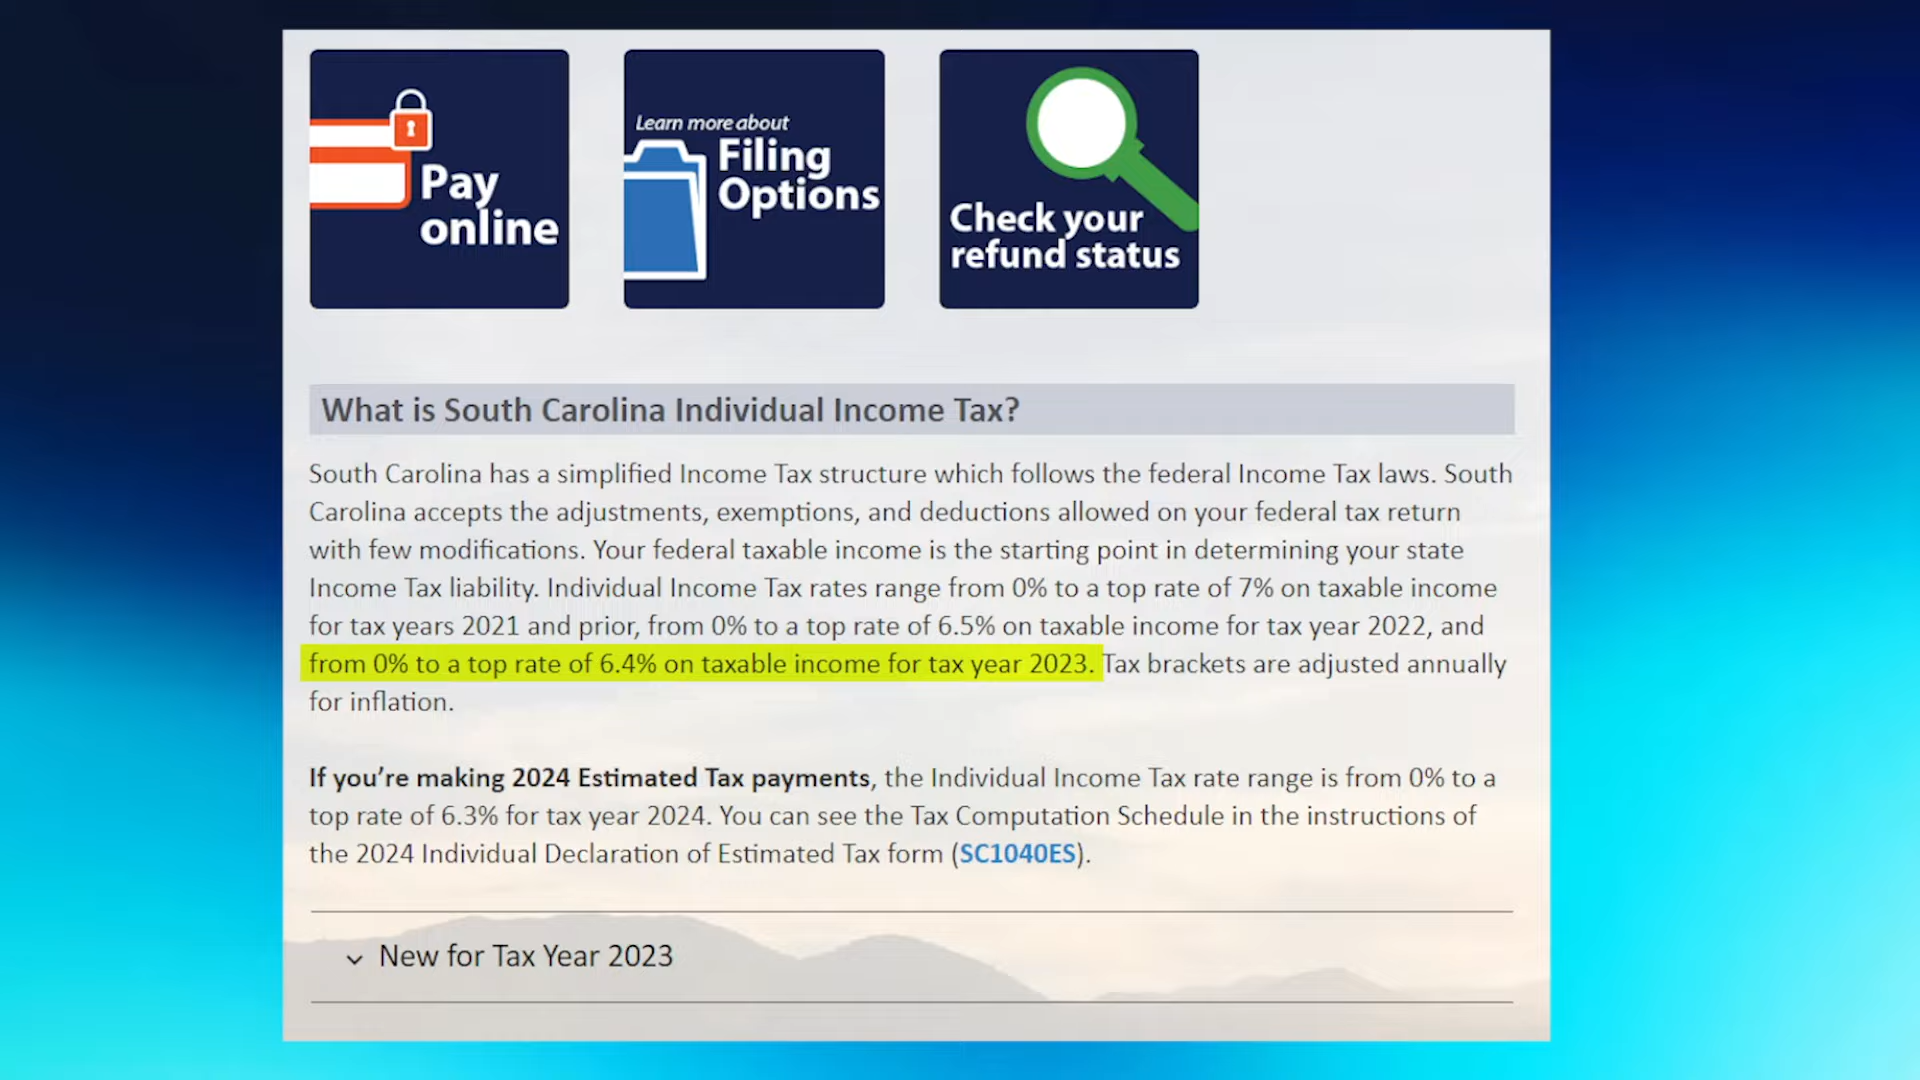 Pay
online
Learn more about
Filing
Options
Check your
refund status
What is South Carolina Individual Income Tax?
South Carolina has a simplified Income Tax structure which follows the federal Income Tax laws. South
Carolina accepts the adjustments, exemptions, and deductions allowed on your federal tax return
with few modifications. Your federal taxable income is the starting point in determining your state
Income Tax liability. Individual Income Tax rates range from 0% to a top rate of 7% on taxable income
for tax years 2021 and prior, from 0% to a top rate of 6.5% on taxable income for tax year 2022, and
from 0% to a top rate of 6.4% on taxable income for tax year 2023. Tax brackets are adjusted annually
for inflation.
If you’re making 2024 Estimated Tax payments, the Individual Income Tax rate range is from 0% to a
top rate of 6.3% for tax year 2024. You can see the Tax Computation Schedule in the instructions of
the 2024 Individual Declaration of Estimated Tax form (SC1040ES).
New for Tax Year 2023